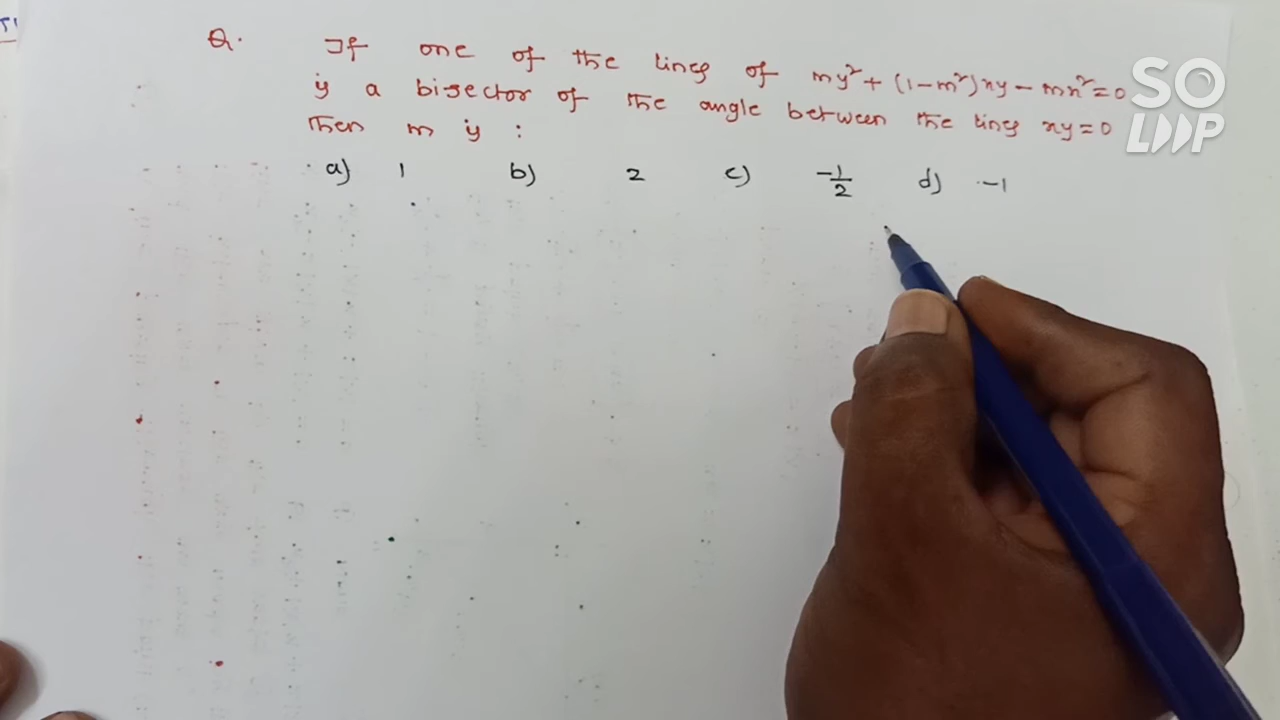 Q. If one of the lines of my² + (1-m²)xy - mx² = 0
is a bisector of the angle between the lines xy = 0
then m is :
a) 1 b) 2 c) -1/2 d) -1
SO
LOOP